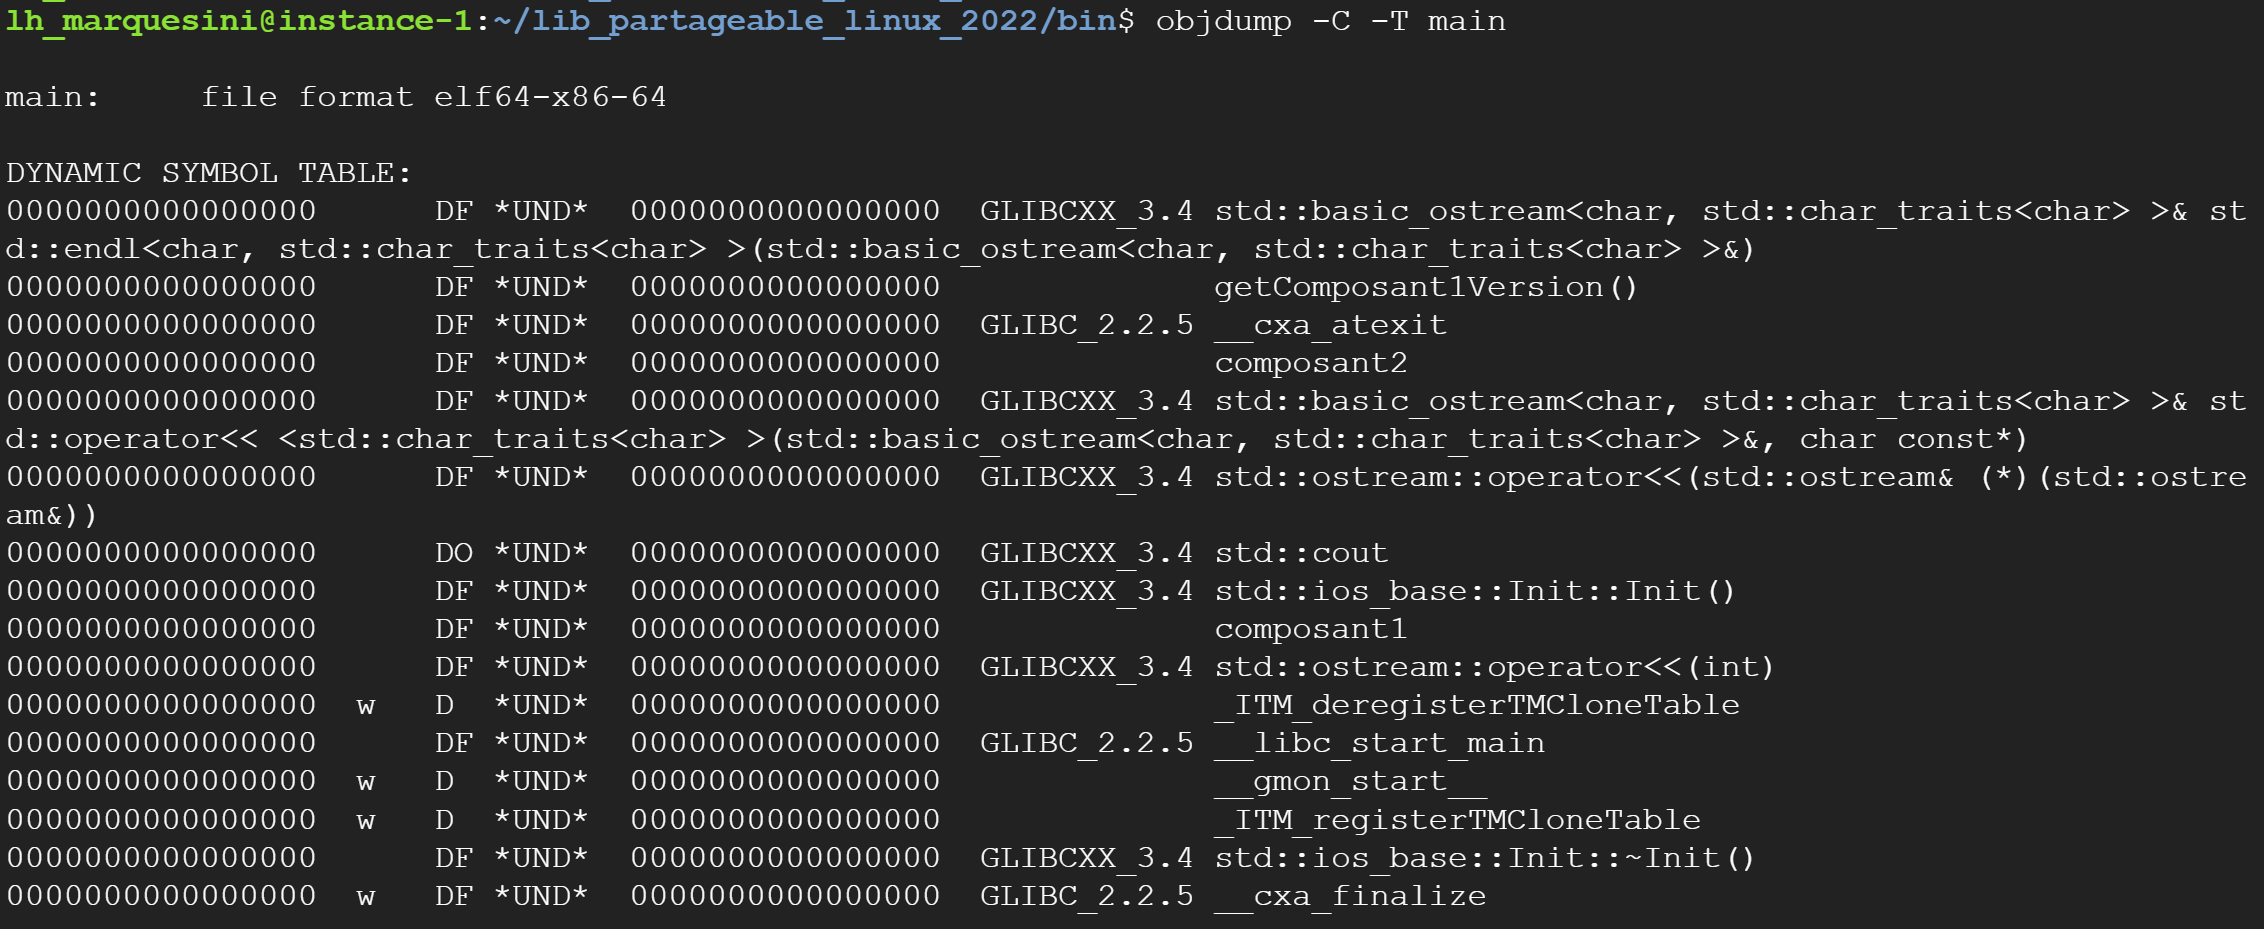 lh_marquesini@instance-1:~/lib_partageable_linux_2022/bin$ objdump -C -T main
main:     file format elf64-x86-64
DYNAMIC SYMBOL TABLE:
0000000000000000      DF *UND*  0000000000000000  GLIBCXX_3.4 std::basic_ostream<char, std::char_traits<char> >& st
d::endl<char, std::char_traits<char> >(std::basic_ostream<char, std::char_traits<char> >&)
0000000000000000      DF *UND*  0000000000000000              getComposant1Version()
0000000000000000      DF *UND*  0000000000000000  GLIBC_2.2.5 __cxa_atexit
0000000000000000      DF *UND*  0000000000000000              composant2
0000000000000000      DF *UND*  0000000000000000  GLIBCXX_3.4 std::basic_ostream<char, std::char_traits<char> >& st
d::operator<< <std::char_traits<char> >(std::basic_ostream<char, std::char_traits<char> >&, char const*)
0000000000000000      DF *UND*  0000000000000000  GLIBCXX_3.4 std::ostream::operator<<(std::ostream& (*)(std::ostre
am&))
0000000000000000      DO *UND*  0000000000000000  GLIBCXX_3.4 std::cout
0000000000000000      DF *UND*  0000000000000000  GLIBCXX_3.4 std::ios_base::Init::Init()
0000000000000000      DF *UND*  0000000000000000              composant1
0000000000000000      DF *UND*  0000000000000000  GLIBCXX_3.4 std::ostream::operator<<(int)
0000000000000000  w   D  *UND*  0000000000000000              _ITM_deregisterTMCloneTable
0000000000000000      DF *UND*  0000000000000000  GLIBC_2.2.5 __libc_start_main
0000000000000000  w   D  *UND*  0000000000000000              __gmon_start__
0000000000000000  w   D  *UND*  0000000000000000              _ITM_registerTMCloneTable
0000000000000000      DF *UND*  0000000000000000  GLIBCXX_3.4 std::ios_base::Init::~Init()
0000000000000000  w   DF *UND*  0000000000000000  GLIBC_2.2.5 __cxa_finalize